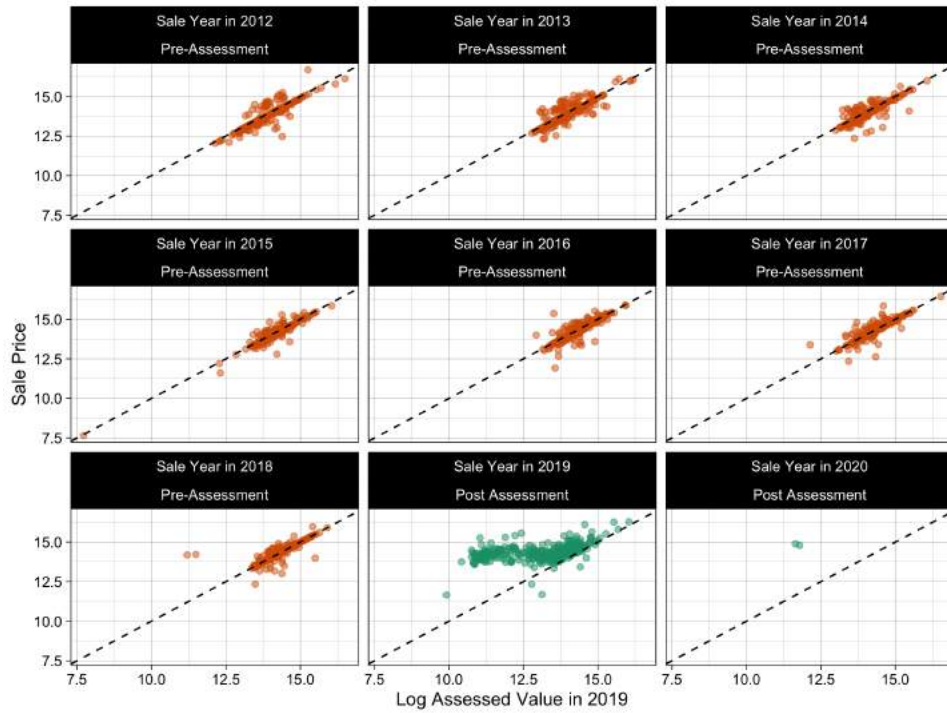 Sale Year in 2012
Pre-Assessment
Sale Year in 2013
Pre-Assessment
Sale Year in 2014
Pre-Assessment
15.0
12.5
10.0
7.5
Sale Year in 2015
Pre-Assessment
Sale Year in 2016
Pre-Assessment
Sale Year in 2017
Pre-Assessment
Sale Price
15.0
12.5
10.0
7.5
Sale Year in 2018
Pre-Assessment
Sale Year in 2019
Post Assessment
Sale Year in 2020
Post Assessment
15.0
12.5
10.0
7.5
7.5 10.0 12.5 15.0 7.5 10.0 12.5 15.0 7.5 10.0 12.5 15.0
Log Assessed Value in 2019